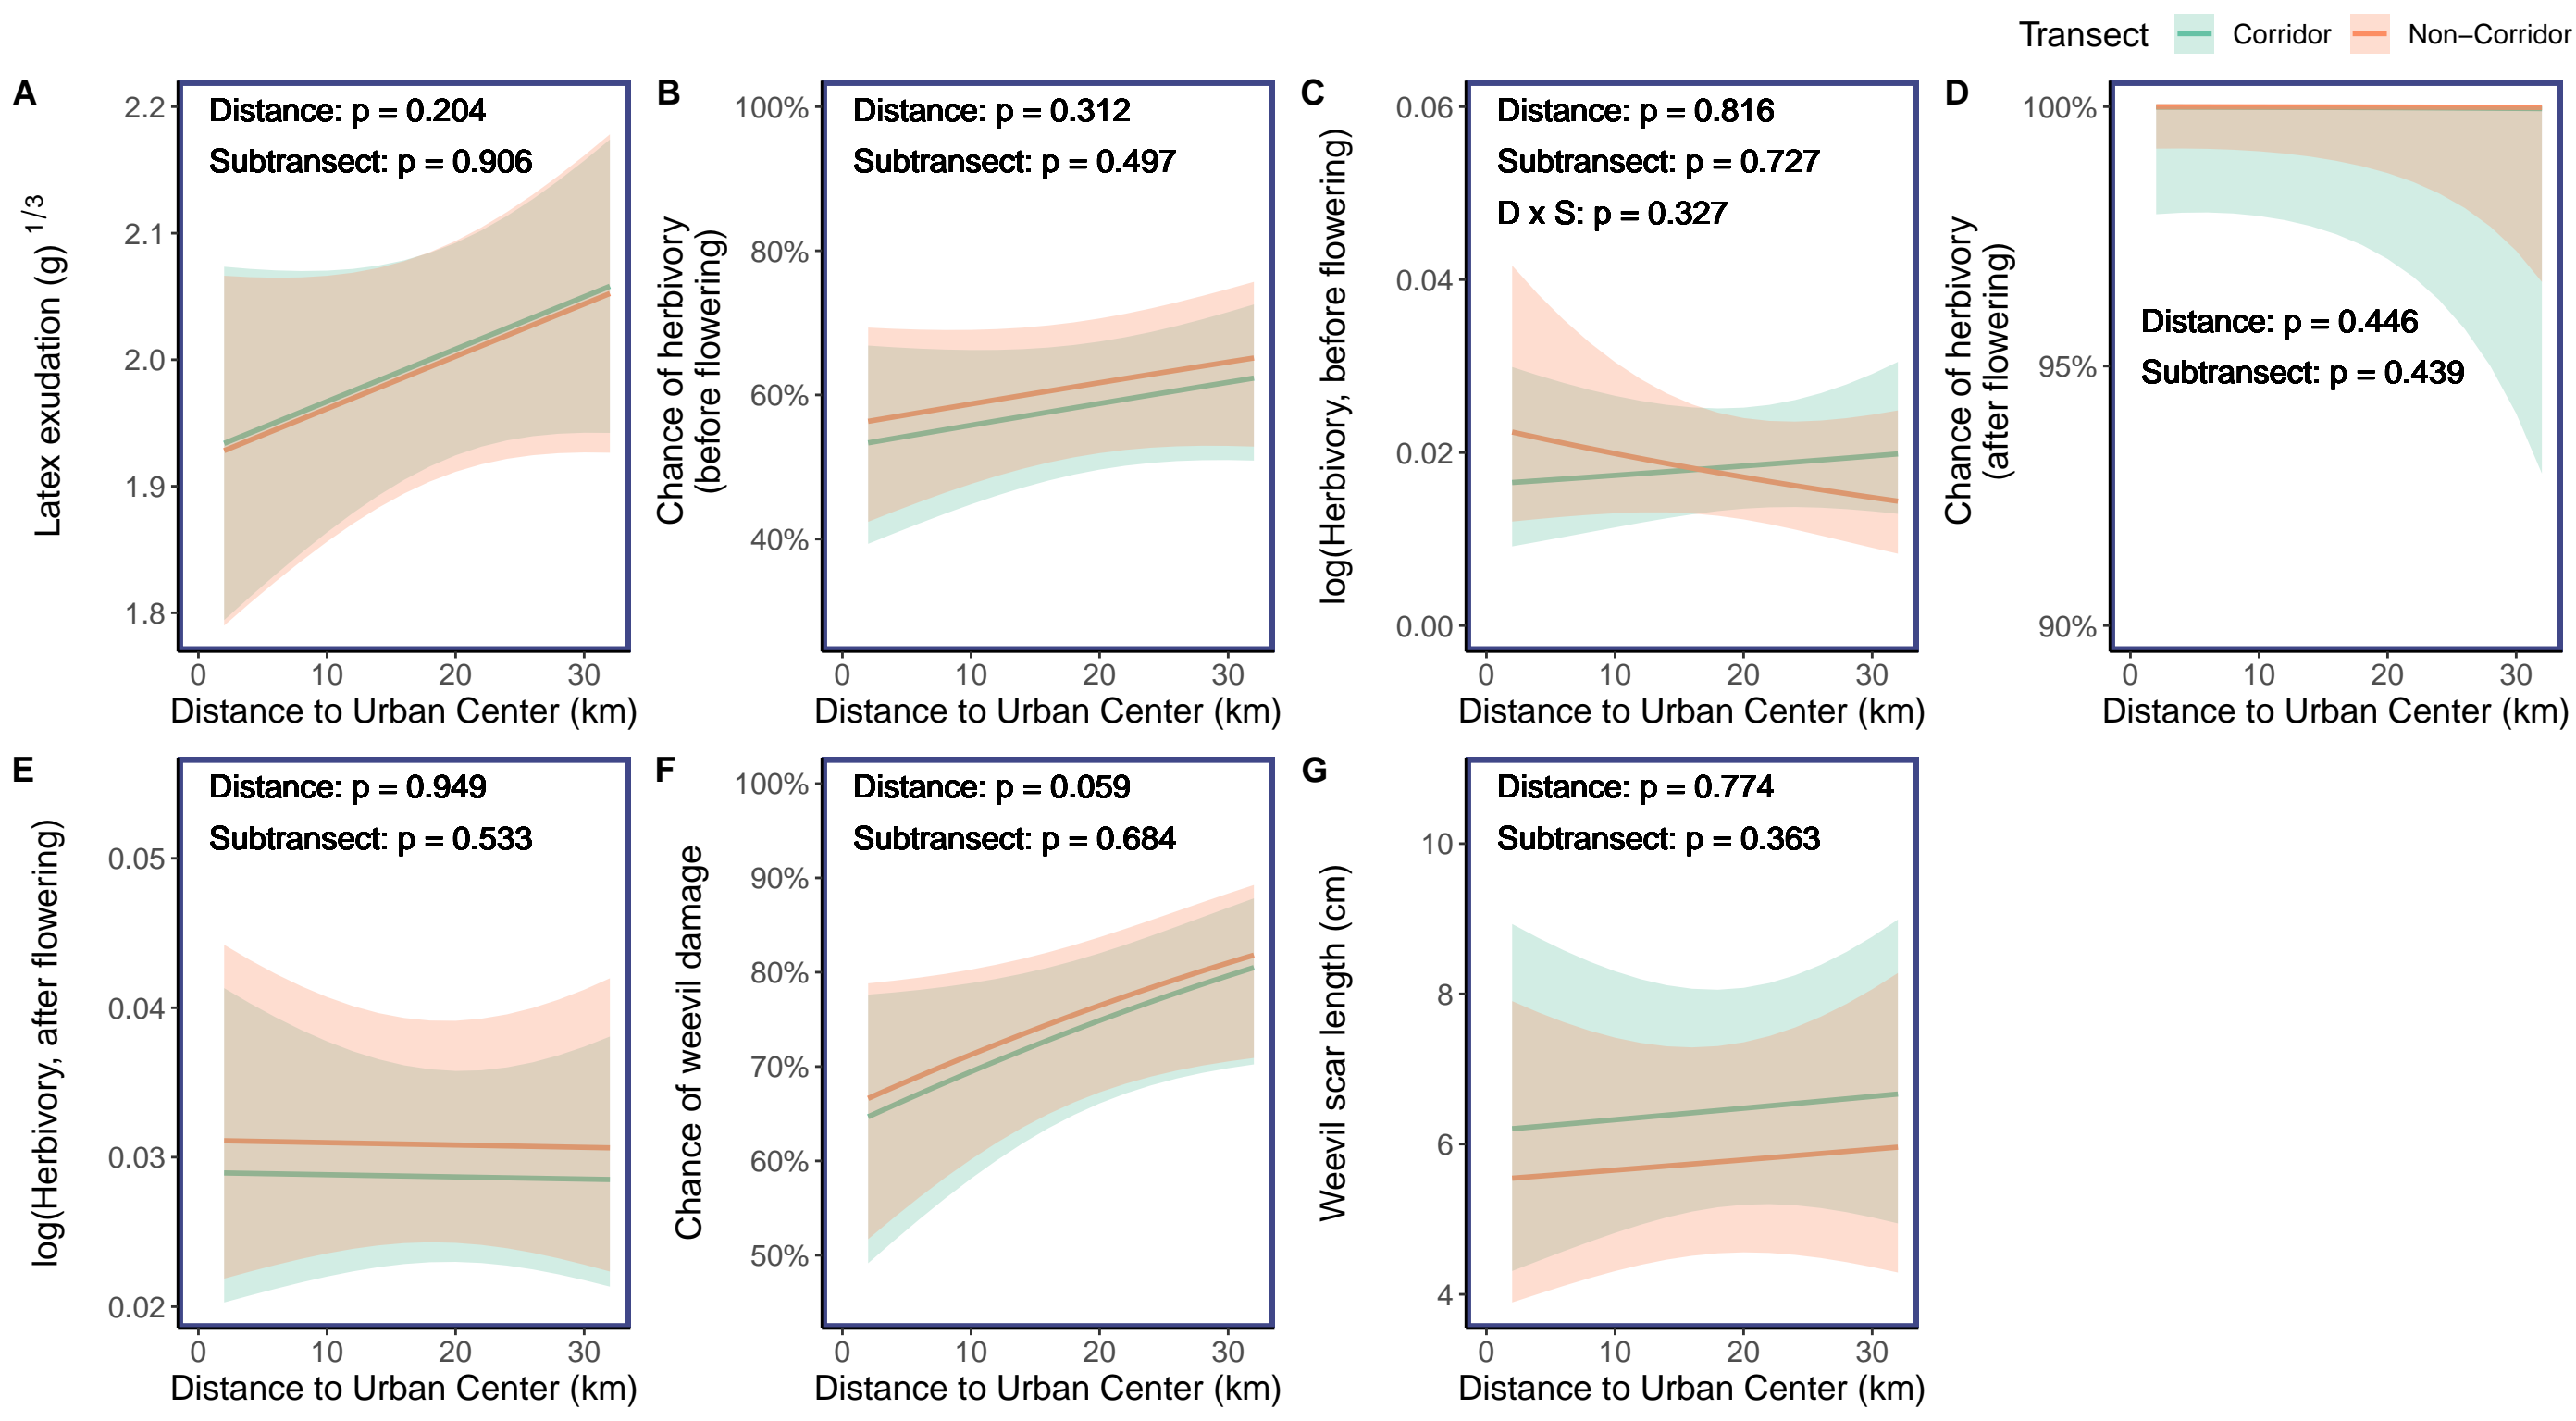 Transect Corridor Non−Corridor
A
Distance: p = 0.204
Subtransect: p = 0.906
2.2
2.1
2.0
1.9
1.8
Latex exudation (g) 1/3
0 10 20 30
Distance to Urban Center (km)
B
Distance: p = 0.312
Subtransect: p = 0.497
100%
80%
60%
40%
Chance of herbivory
(before flowering)
0 10 20 30
Distance to Urban Center (km)
C
Distance: p = 0.816
Subtransect: p = 0.727
D x S: p = 0.327
0.06
0.04
0.02
0.00
log(Herbivory, before flowering)
0 10 20 30
Distance to Urban Center (km)
D
Distance: p = 0.446
Subtransect: p = 0.439
100%
95%
90%
Chance of herbivory
(after flowering)
0 10 20 30
Distance to Urban Center (km)
E
Distance: p = 0.949
Subtransect: p = 0.533
0.05
0.04
0.03
0.02
log(Herbivory, after flowering)
0 10 20 30
Distance to Urban Center (km)
F
Distance: p = 0.059
Subtransect: p = 0.684
100%
90%
80%
70%
60%
50%
Chance of weevil damage
0 10 20 30
Distance to Urban Center (km)
G
Distance: p = 0.774
Subtransect: p = 0.363
10
8
6
4
Weevil scar length (cm)
0 10 20 30
Distance to Urban Center (km)